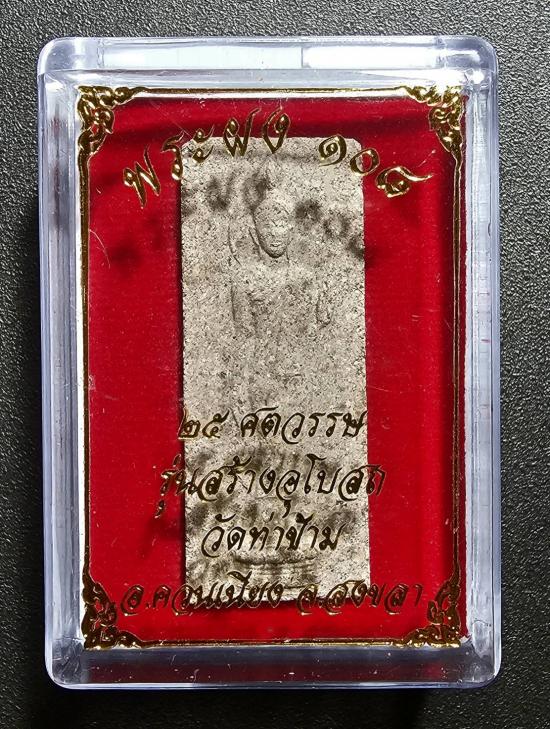 พระผง ๑๐๘
๒๕ ศตวรรษ
รุ่นสร้างอุโบสถ
วัดท่าข้าม
อ.ควนเนียง จ.สงขลา